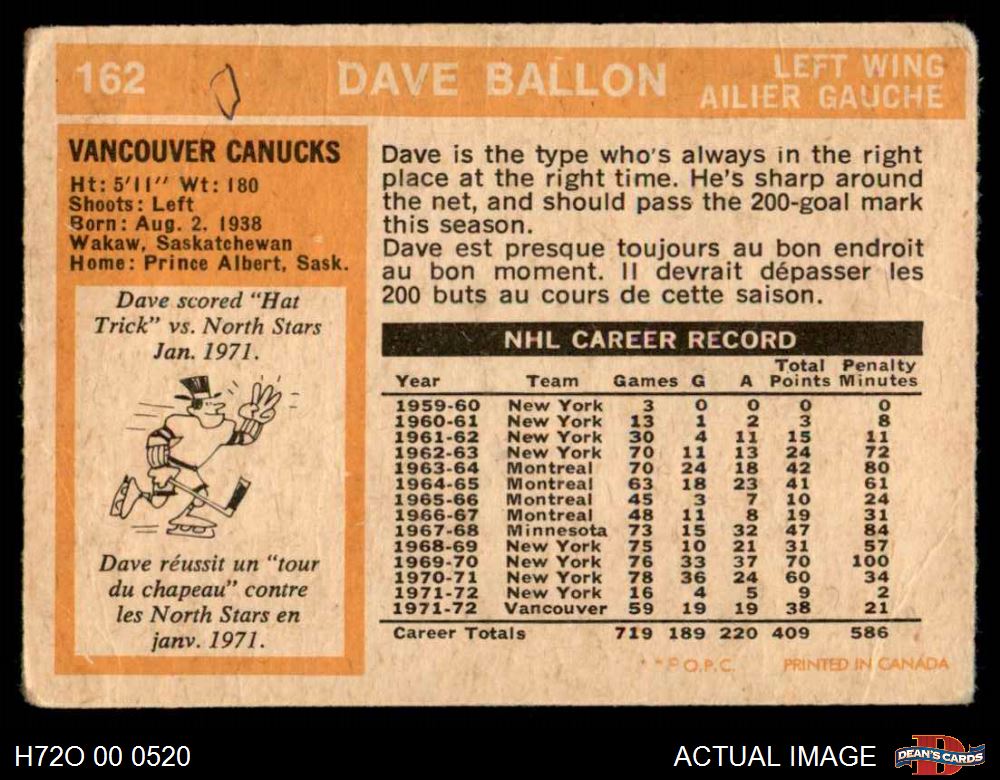 162
DAVE BALLON
LEFT WING
AILIER GAUCHE
VANCOUVER CANUCKS
Ht: 5'11" Wt: 180
Shoots: Left
Born: Aug. 2, 1938
Wakaw, Saskatchewan
Home: Prince Albert, Sask.
Dave scored "Hat
Trick" vs. North Stars
Jan. 1971.
Dave réussit un "tour
du chapeau" contre
les North Stars en
janv. 1971.
Dave is the type who's always in the right
place at the right time. He's sharp around
the net, and should pass the 200-goal mark
this season.
Dave est presque toujours au bon endroit
au bon moment. Il devrait dépasser les
200 buts au cours de cette saison.
NHL CAREER RECORD
Year Team Games G A Total Points Penalty Minutes
1959-60 New York 3 0 0 0 0
1960-61 New York 13 1 2 3 8
1961-62 New York 30 4 11 15 11
1962-63 New York 70 11 13 24 72
1963-64 Montreal 70 24 18 42 80
1964-65 Montreal 63 18 23 41 61
1965-66 Montreal 45 3 7 10 24
1966-67 Montreal 48 11 8 19 31
1967-68 Minnesota 73 15 32 47 84
1968-69 New York 75 10 21 31 57
1969-70 New York 76 33 37 70 100
1970-71 New York 78 36 24 60 34
1971-72 New York 16 4 5 9 2
1971-72 Vancouver 59 19 19 38 21
Career Totals 719 189 220 409 586
**© O.P.C. PRINTED IN CANADA
H72O 00 0520
ACTUAL IMAGE
D
DEAN'S CARDS